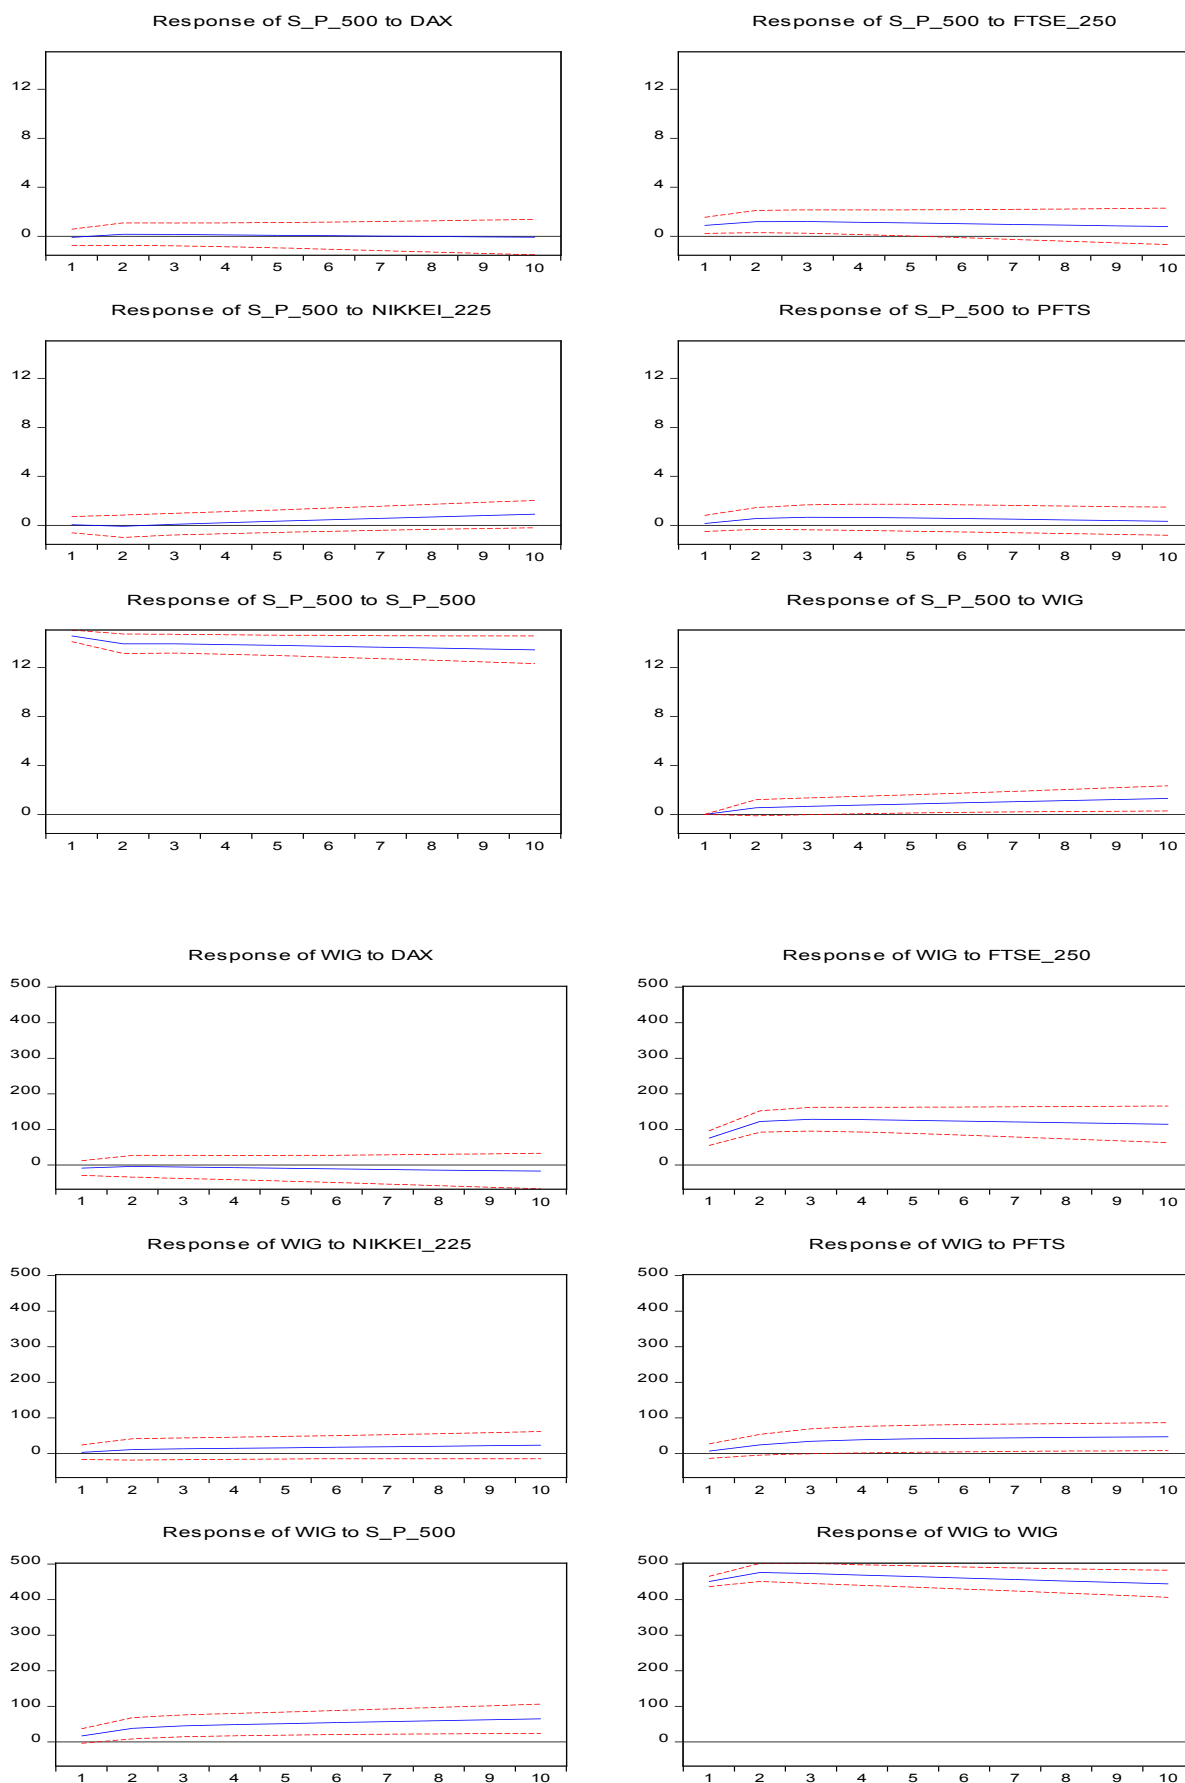 Response of S_P_500 to DAX
12
8
4
0
1 2 3 4 5 6 7 8 9 10
Response of S_P_500 to FTSE_250
12
8
4
0
1 2 3 4 5 6 7 8 9 10
Response of S_P_500 to NIKKEI_225
12
8
4
0
1 2 3 4 5 6 7 8 9 10
Response of S_P_500 to PFTS
12
8
4
0
1 2 3 4 5 6 7 8 9 10
Response of S_P_500 to S_P_500
12
8
4
0
1 2 3 4 5 6 7 8 9 10
Response of S_P_500 to WIG
12
8
4
0
1 2 3 4 5 6 7 8 9 10
Response of WIG to DAX
500
400
300
200
100
0
1 2 3 4 5 6 7 8 9 10
Response of WIG to FTSE_250
500
400
300
200
100
0
1 2 3 4 5 6 7 8 9 10
Response of WIG to NIKKEI_225
500
400
300
200
100
0
1 2 3 4 5 6 7 8 9 10
Response of WIG to PFTS
500
400
300
200
100
0
1 2 3 4 5 6 7 8 9 10
Response of WIG to S_P_500
500
400
300
200
100
0
1 2 3 4 5 6 7 8 9 10
Response of WIG to WIG
500
400
300
200
100
0
1 2 3 4 5 6 7 8 9 10